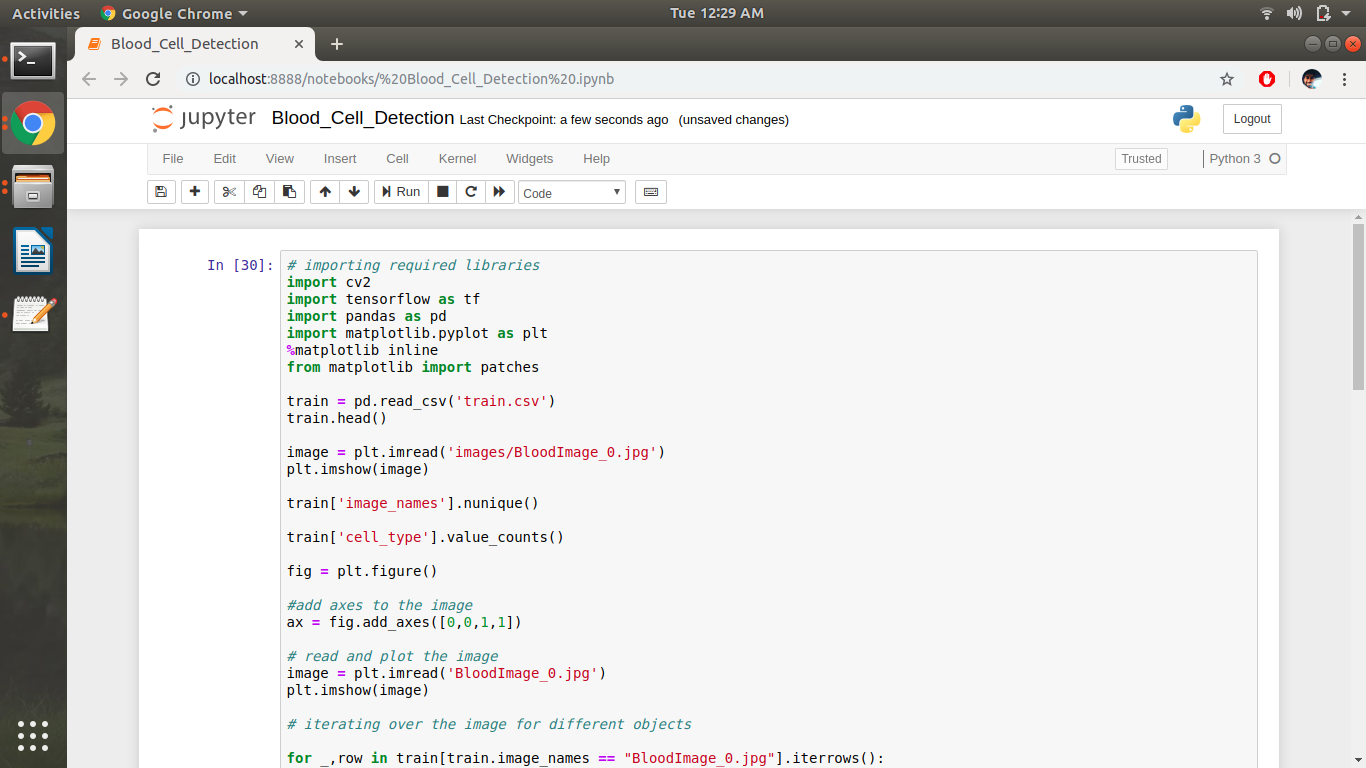 Activities Google Chrome Tue 12:29 AM
Blood_Cell_Detection
localhost:8888/notebooks/%20Blood_Cell_Detection%20.ipynb
jupyter Blood_Cell_Detection Last Checkpoint: a few seconds ago (unsaved changes) Logout
File Edit View Insert Cell Kernel Widgets Help Trusted Python 3
Run Code
In [30]: # importing required libraries
import cv2
import tensorflow as tf
import pandas as pd
import matplotlib.pyplot as plt
%matplotlib inline
from matplotlib import patches
train = pd.read_csv('train.csv')
train.head()
image = plt.imread('images/BloodImage_0.jpg')
plt.imshow(image)
train['image_names'].nunique()
train['cell_type'].value_counts()
fig = plt.figure()
#add axes to the image
ax = fig.add_axes([0,0,1,1])
# read and plot the image
image = plt.imread('BloodImage_0.jpg')
plt.imshow(image)
# iterating over the image for different objects
for _,row in train[train.image_names == "BloodImage_0.jpg"].iterrows():